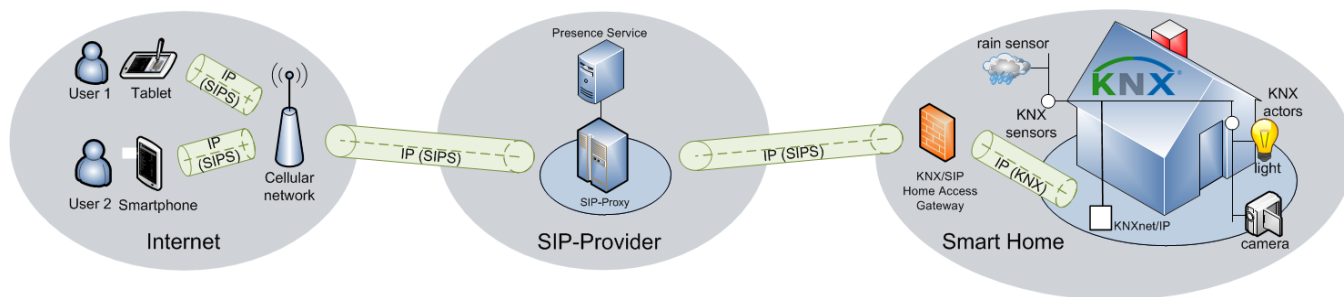 User 1
Tablet
IP
(SIPS)
User 2
Smartphone
IP
(SIPS)
Cellular
network
Internet
IP (SIPS)
Presence Service
SIP-Proxy
SIP-Provider
IP (SIPS)
rain sensor
KNX
sensors
KNX
KNX
actors
light
camera
KNX/SIP
Home Access
Gateway
IP (KNX)
KNXnet/IP
Smart Home